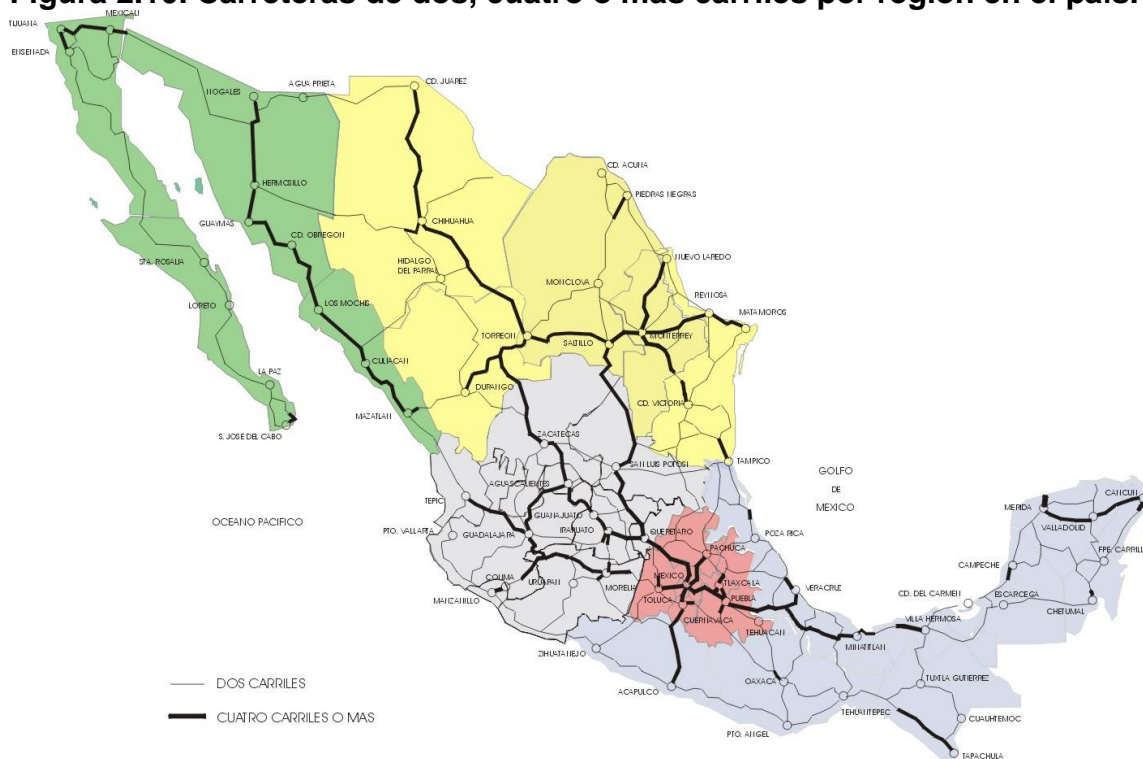 Figura 2.10. Carreteras de dos, cuatro o más carriles por región en el país.
MEXICALI
TIJUANA
ENSENADA
NOGALES
AGUA PRIETA
CD. JUAREZ
CD. ACUNA
PIEDRAS NEGRAS
HERMOSILLO
GUAYMAS
CD. OBREGON
CHIHUAHUA
HIDALGO
DEL PARRAL
NUEVO LAREDO
STA. ROSALIA
MONCLOVA
REYNOSA
MATAMOROS
LORETO
LOS MOCHIS
TORREON
SALTILLO
MONTERREY
CULIACAN
LA PAZ
DURANGO
CD. VICTORIA
MAZATLAN
S. JOSE DEL CABO
ZACATECAS
SAN LUIS POTOSI
TAMPICO
GOLFO
DE
MEXICO
TEPIC
AGUASCALIENTES
OCEANO PACIFICO
PTO. VALLARTA
GUADALAJARA
GUANAJUATO
IRAPUATO
QUERETARO
POZA RICA
MERIDA
CANCUN
VALLADOLID
PACHUCA
FPE. CARRILL
CAMPECHE
COLIMA
URUAPAN
MORELIA
MEXICO
TLAXCALA
VERACRUZ
MANZANILLO
TOLUCA
PUEBLA
CD. DEL CARMEN
ESCARCEGA
CHETUMAL
CUERNAVACA
TEHUACAN
VILLA HERMOSA
MINATITLAN
ZIHUATANEJO
DOS CARRILES
ACAPULCO
OAXACA
TUXTLA GUTIERREZ
TEHUANTEPEC
CUATRO CARRILES O MAS
CUAUHTEMOC
PTO. ANGEL
TAPACHULA